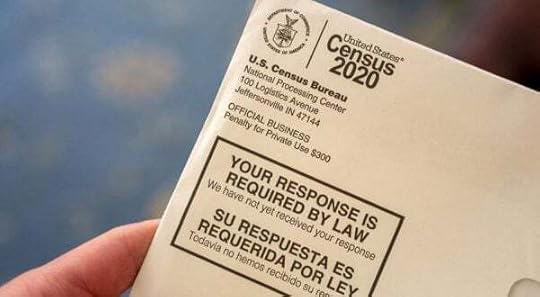 United States®
Census
2020
U.S. Census Bureau
National Processing Center
100 Logistics Avenue
Jeffersonville IN 47144
OFFICIAL BUSINESS
Penalty for Private Use $300
YOUR RESPONSE IS
REQUIRED BY LAW
We have not yet received your response
SU RESPUESTA ES
REQUERIDA POR LEY
Todavía no hemos recibido su